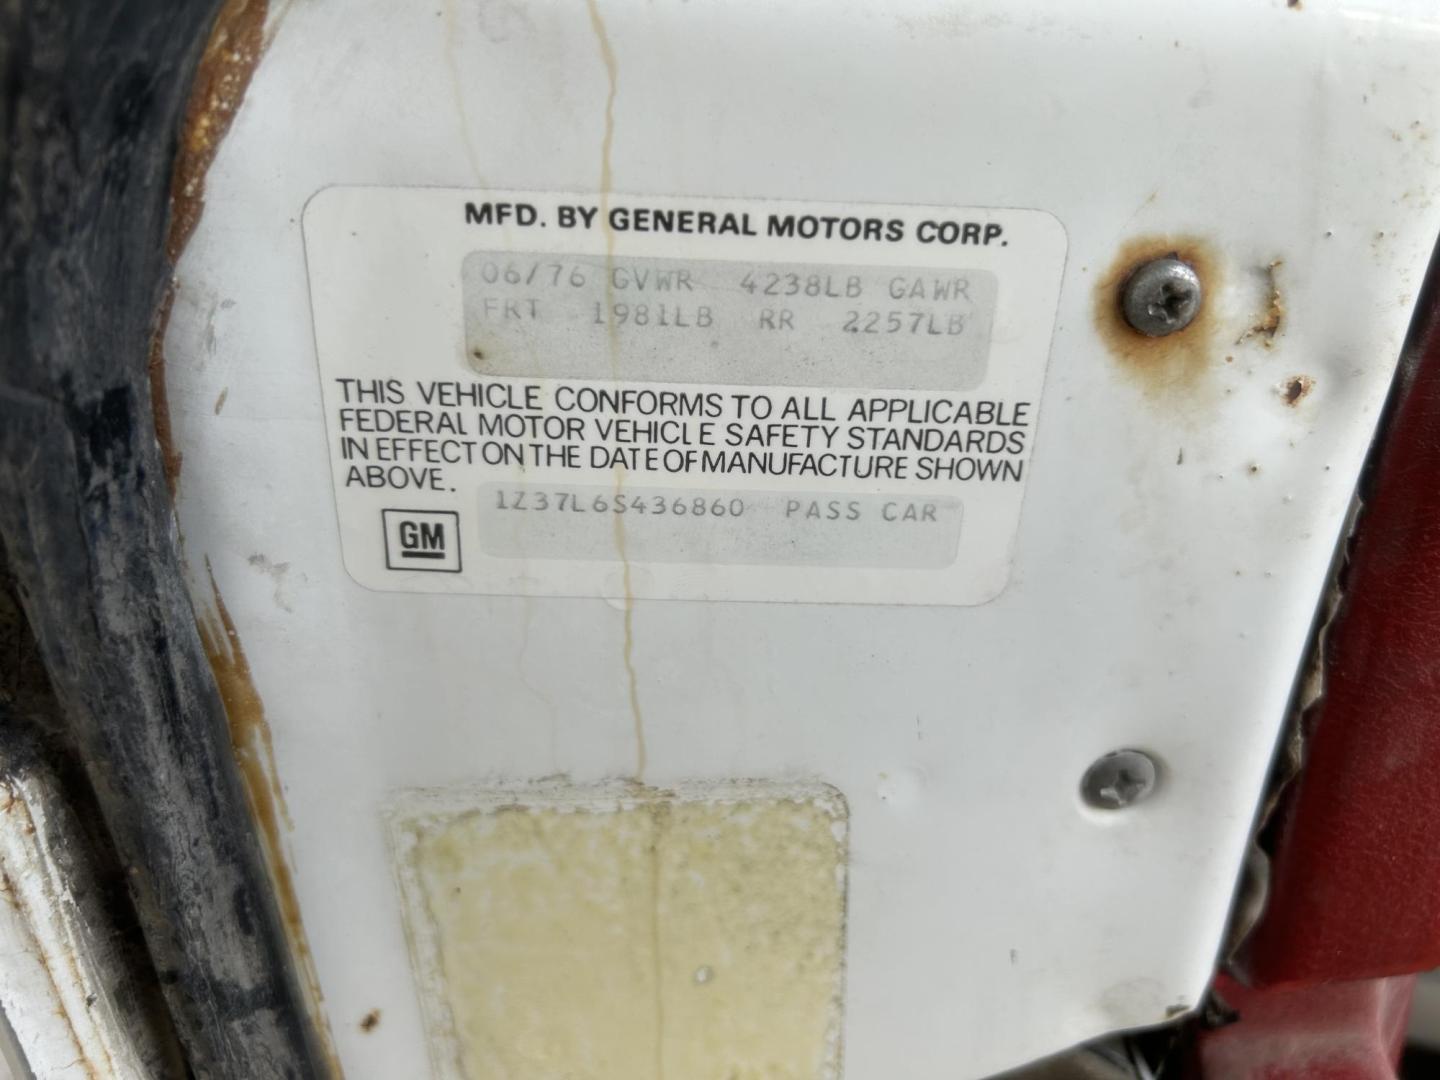 MFD. BY GENERAL MOTORS CORP.
06/76 GVWR 4238LB GAWR
FRT 1981LB RR 2257LB
THIS VEHICLE CONFORMS TO ALL APPLICABLE
FEDERAL MOTOR VEHICLE SAFETY STANDARDS
IN EFFECT ON THE DATE OF MANUFACTURE SHOWN
ABOVE.
1Z37L6S436860 PASS CAR
GM